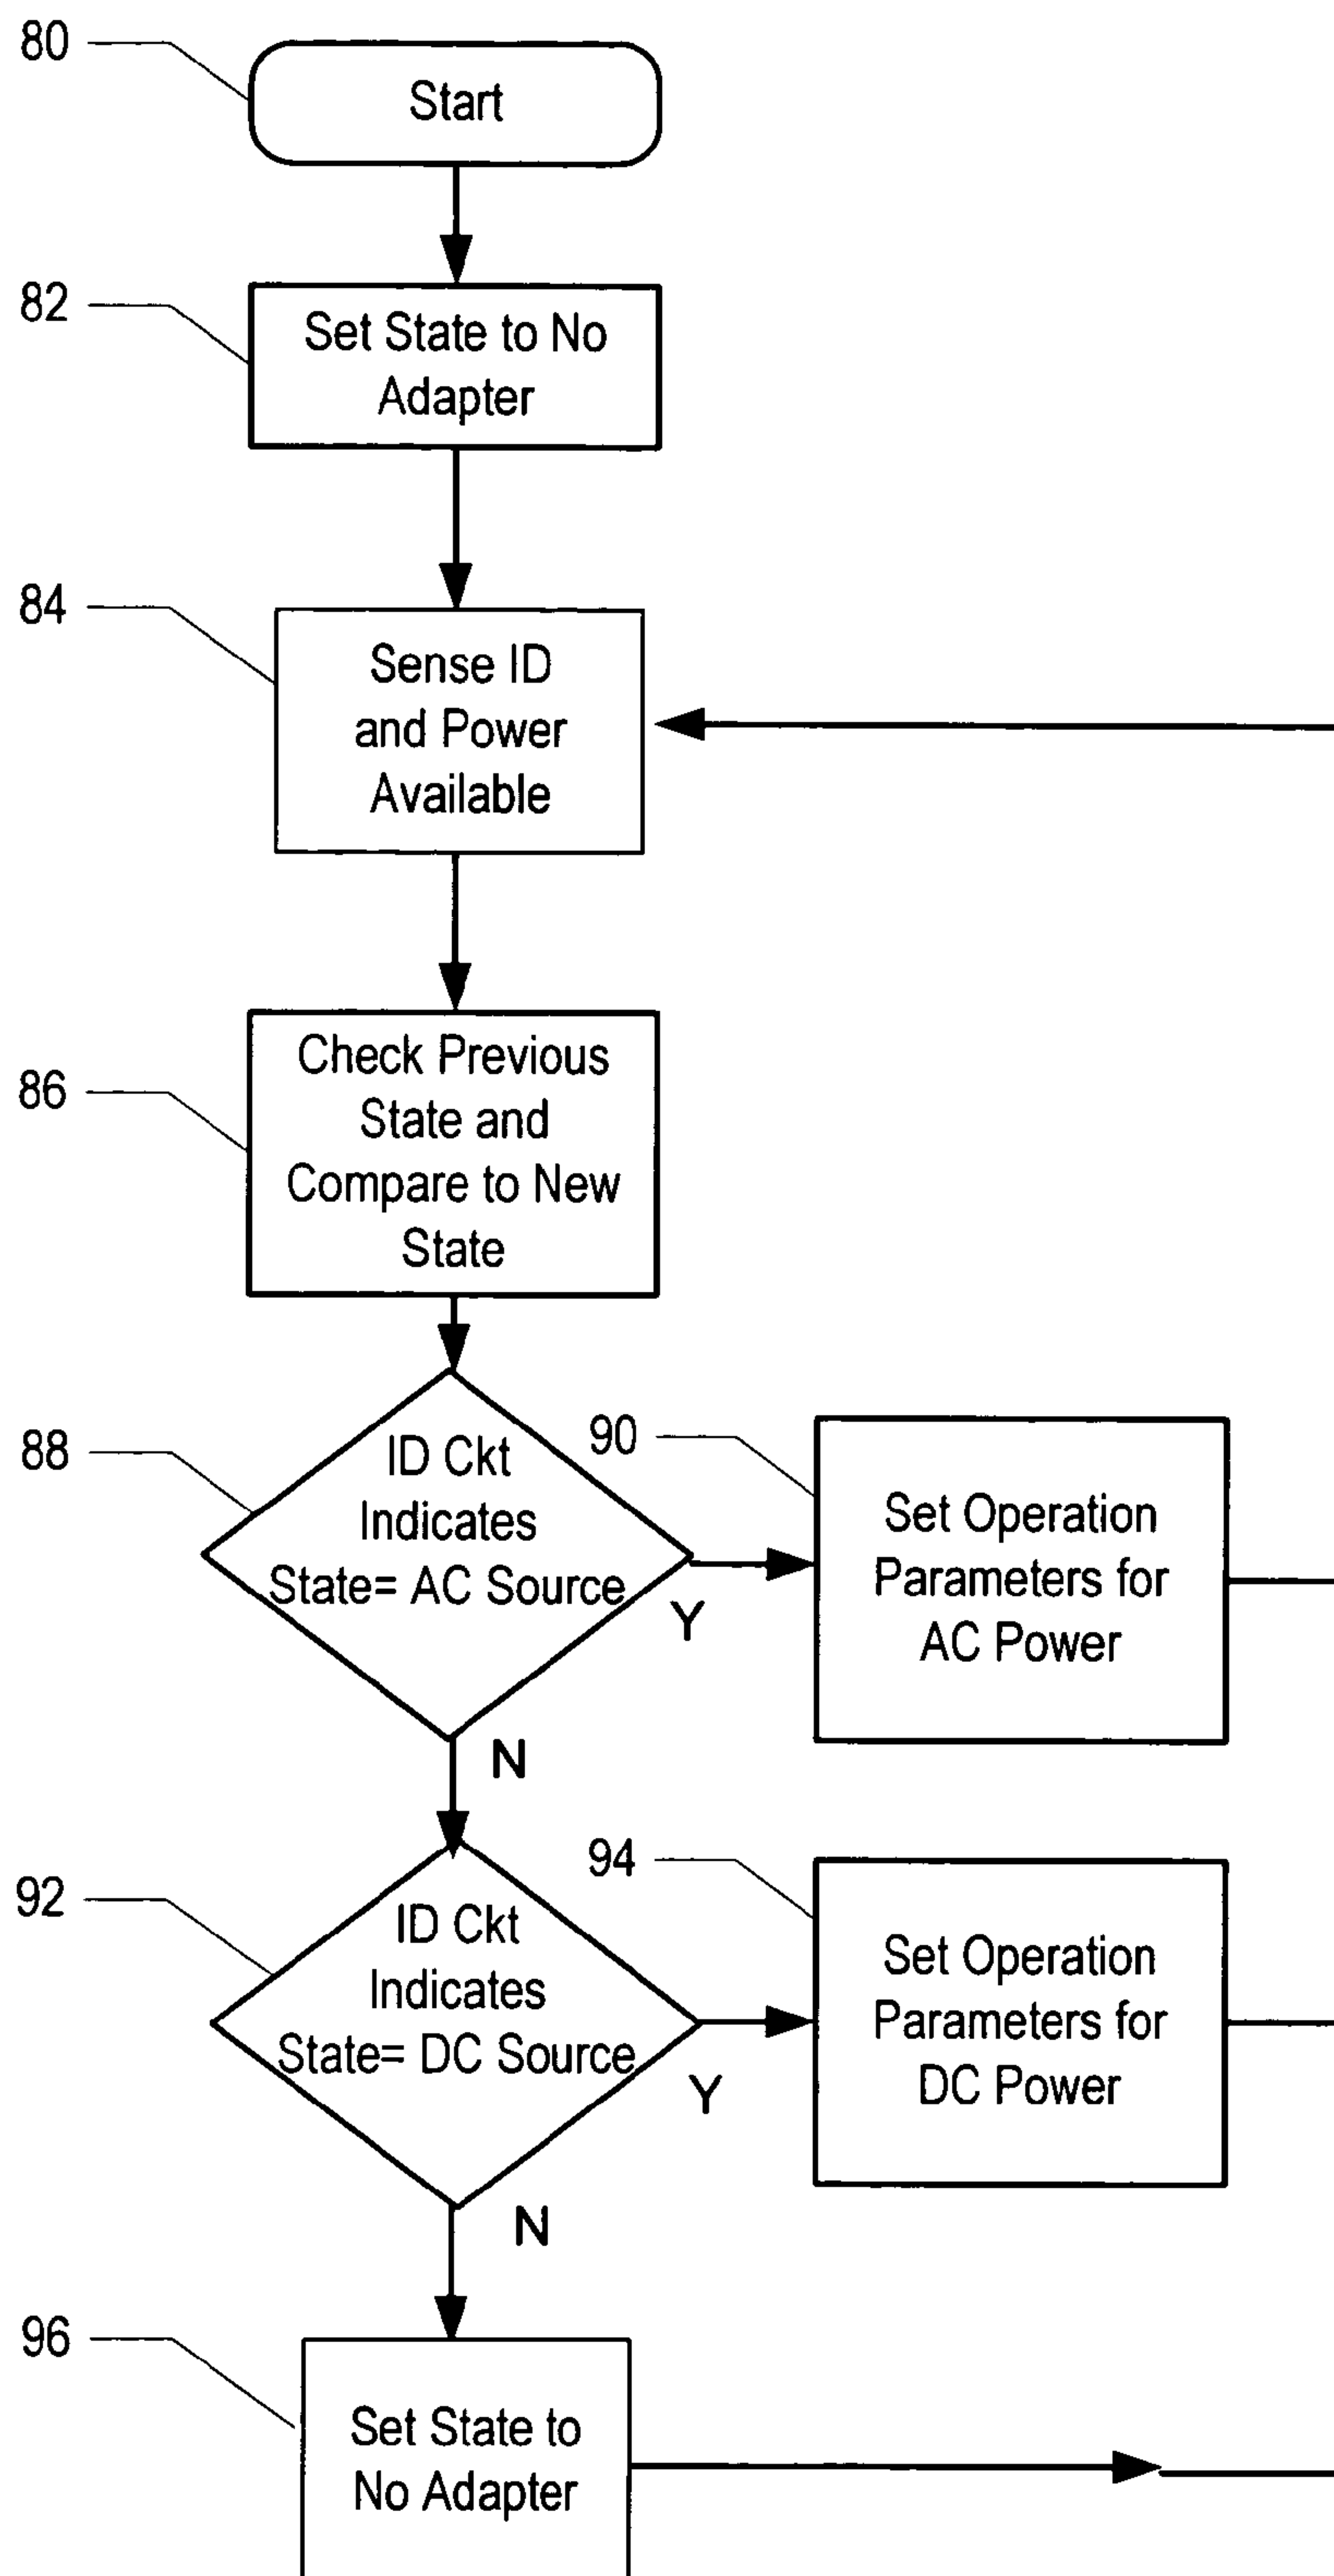 80
Start
82
Set State to No
Adapter
84
Sense ID
and Power
Available
86
Check Previous
State and
Compare to New
State
88
ID Ckt
Indicates
State= AC Source
Y
N
90
Set Operation
Parameters for
AC Power
92
ID Ckt
Indicates
State= DC Source
Y
N
94
Set Operation
Parameters for
DC Power
96
Set State to
No Adapter